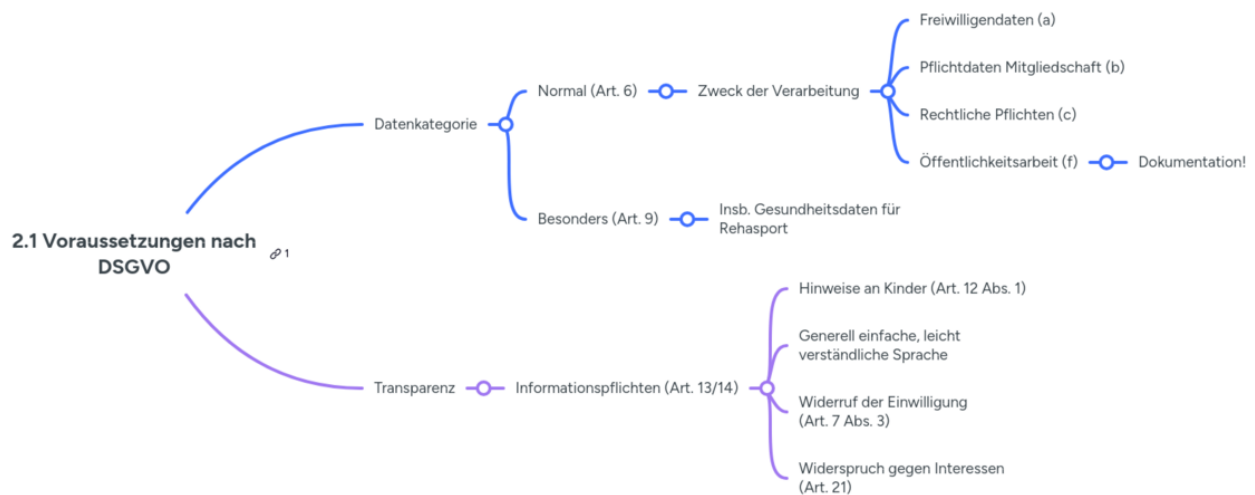 2.1 Voraussetzungen nach
DSGVO
1
Datenkategorie
Normal (Art. 6)
Zweck der Verarbeitung
Freiwilligendaten (a)
Pflichtdaten Mitgliedschaft (b)
Rechtliche Pflichten (c)
Öffentlichkeitsarbeit (f)
Dokumentation!
Besonders (Art. 9)
Insb. Gesundheitsdaten für
Rehasport
Transparenz
Informationspflichten (Art. 13/14)
Hinweise an Kinder (Art. 12 Abs. 1)
Generell einfache, leicht
verständliche Sprache
Widerruf der Einwilligung
(Art. 7 Abs. 3)
Widerspruch gegen Interessen
(Art. 21)